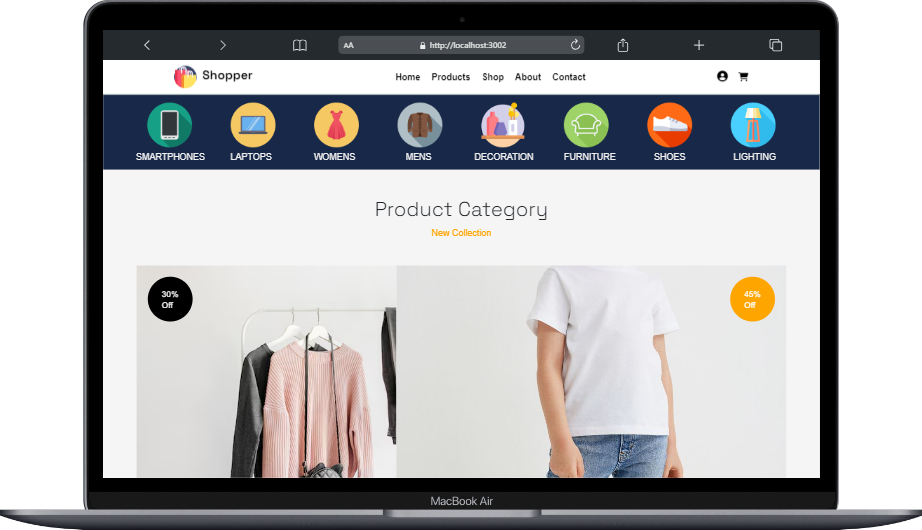 AA http://localhost:3002
Shopper Home Products Shop About Contact
SMARTPHONES LAPTOPS WOMENS MENS DECORATION FURNITURE SHOES LIGHTING
Product Category
New Collection
30%
Off
45%
Off
MacBook Air